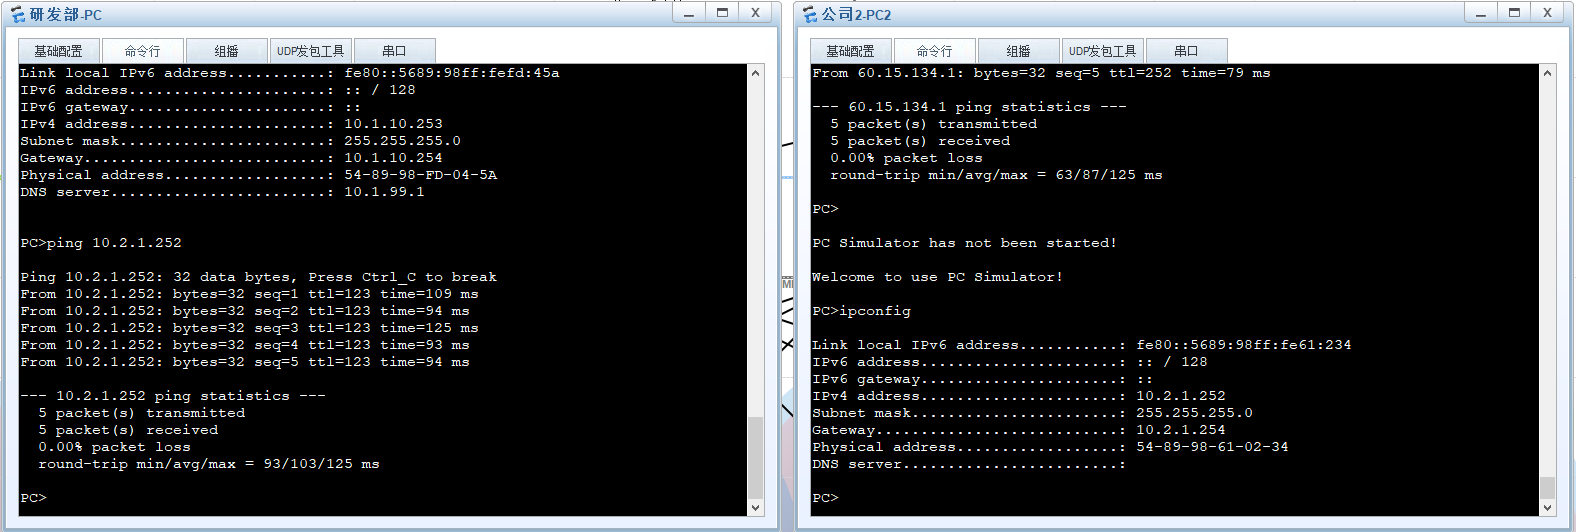 研发部-PC
基础配置 命令行 组播 UDP发包工具 串口
Link local IPv6 address...........: fe80::5689:98ff:fefd:45a
IPv6 address......................: :: / 128
IPv6 gateway......................: ::
IPv4 address......................: 10.1.10.253
Subnet mask.......................: 255.255.255.0
Gateway...........................: 10.1.10.254
Physical address..................: 54-89-98-FD-04-5A
DNS server........................: 10.1.99.1
PC>ping 10.2.1.252
Ping 10.2.1.252: 32 data bytes, Press Ctrl_C to break
From 10.2.1.252: bytes=32 seq=1 ttl=123 time=109 ms
From 10.2.1.252: bytes=32 seq=2 ttl=123 time=94 ms
From 10.2.1.252: bytes=32 seq=3 ttl=123 time=125 ms
From 10.2.1.252: bytes=32 seq=4 ttl=123 time=93 ms
From 10.2.1.252: bytes=32 seq=5 ttl=123 time=94 ms
--- 10.2.1.252 ping statistics ---
5 packet(s) transmitted
5 packet(s) received
0.00% packet loss
round-trip min/avg/max = 93/103/125 ms
PC>
公司2-PC2
基础配置 命令行 组播 UDP发包工具 串口
From 60.15.134.1: bytes=32 seq=5 ttl=252 time=79 ms
--- 60.15.134.1 ping statistics ---
5 packet(s) transmitted
5 packet(s) received
0.00% packet loss
round-trip min/avg/max = 63/87/125 ms
PC>
PC Simulator has not been started!
Welcome to use PC Simulator!
PC>ipconfig
Link local IPv6 address...........: fe80::5689:98ff:fe61:234
IPv6 address......................: :: / 128
IPv6 gateway......................: ::
IPv4 address......................: 10.2.1.252
Subnet mask.......................: 255.255.255.0
Gateway...........................: 10.2.1.254
Physical address..................: 54-89-98-61-02-34
DNS server........................:
PC>